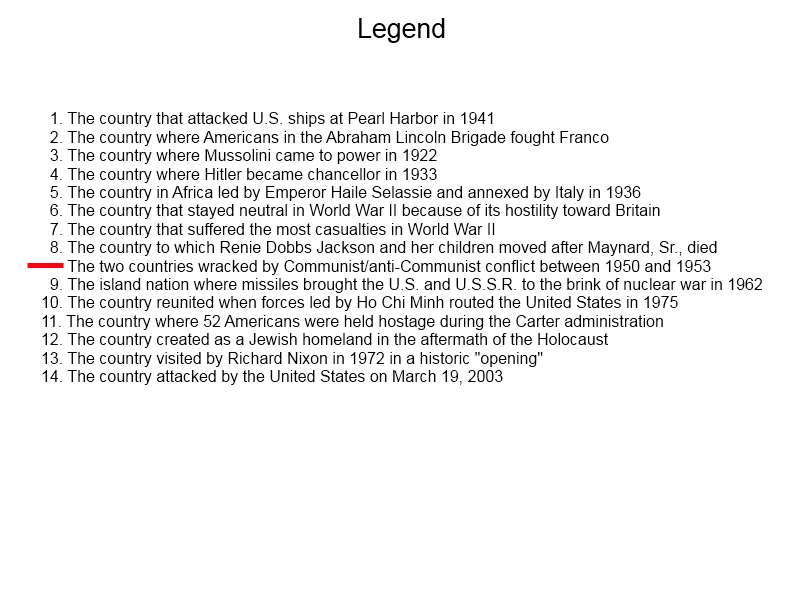 Legend
1. The country that attacked U.S. ships at Pearl Harbor in 1941
2. The country where Americans in the Abraham Lincoln Brigade fought Franco
3. The country where Mussolini came to power in 1922
4. The country where Hitler became chancellor in 1933
5. The country in Africa led by Emperor Haile Selassie and annexed by Italy in 1936
6. The country that stayed neutral in World War II because of its hostility toward Britain
7. The country that suffered the most casualties in World War II
8. The country to which Renie Dobbs Jackson and her children moved after Maynard, Sr., died
The two countries wracked by Communist/anti-Communist conflict between 1950 and 1953
9. The island nation where missiles brought the U.S. and U.S.S.R. to the brink of nuclear war in 1962
10. The country reunited when forces led by Ho Chi Minh routed the United States in 1975
11. The country where 52 Americans were held hostage during the Carter administration
12. The country created as a Jewish homeland in the aftermath of the Holocaust
13. The country visited by Richard Nixon in 1972 in a historic "opening"
14. The country attacked by the United States on March 19, 2003